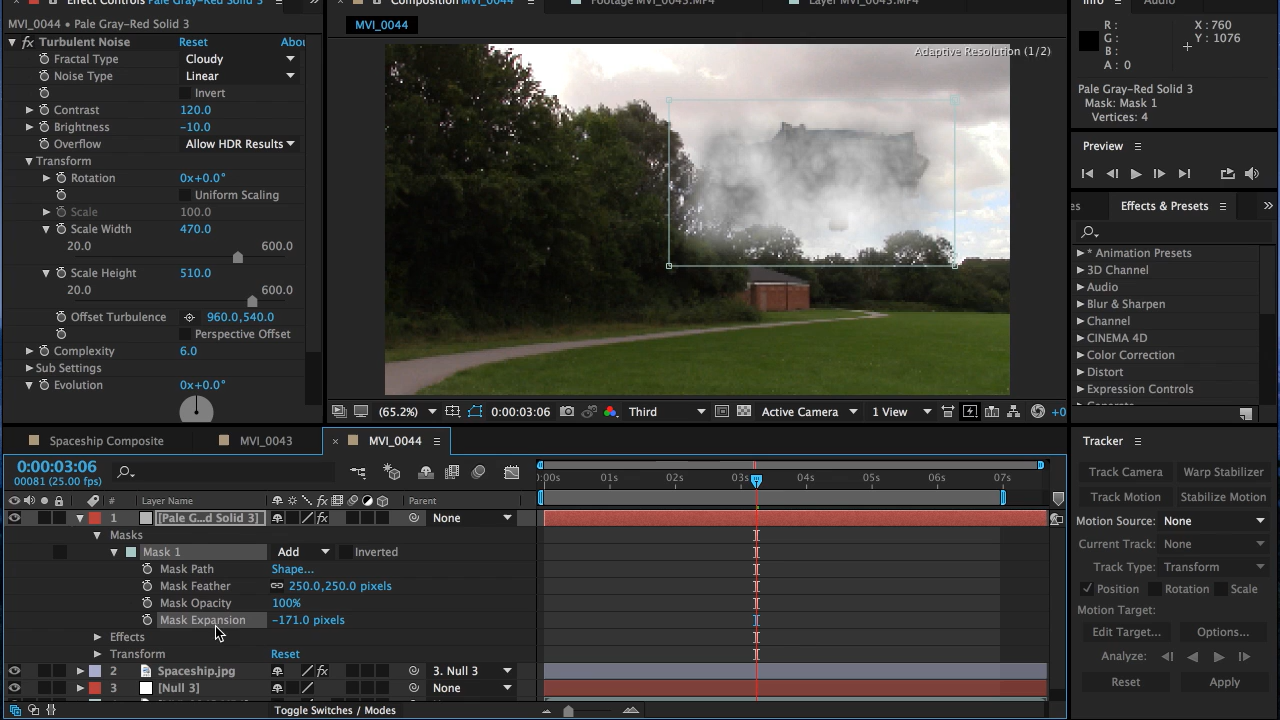 Effect Controls Pale Gray-Red Solid 3
MVI_0044 • Pale Gray-Red Solid 3
fx Turbulent Noise Reset Abou
Fractal Type Cloudy
Noise Type Linear
Invert
Contrast 120.0
Brightness -10.0
Overflow Allow HDR Results
Transform
Rotation 0x+0.0°
Uniform Scaling
Scale 100.0
Scale Width 470.0
20.0 600.0
Scale Height 510.0
20.0 600.0
Offset Turbulence 960.0,540.0
Perspective Offset
Complexity 6.0
Sub Settings
Evolution 0x+0.0°
Composition MVI_0044
Footage MVI_0043.MP4
Layer MVI_0043.MP4
MVI_0044
Adaptive Resolution (1/2)
(65.2%) 0:00:03:06 Third Active Camera 1 View +0
Info Audio
R :
G :
B :
A : 0
X : 760
Y : 1076
Pale Gray-Red Solid 3
Mask: Mask 1
Vertices: 4
Preview
es Effects & Presets
* Animation Presets
3D Channel
Audio
Blur & Sharpen
Channel
CINEMA 4D
Color Correction
Distort
Expression Controls
Generate
Spaceship Composite MVI_0043 × MVI_0044
0:00:03:06
00081 (25.00 fps)
# Layer Name fx Parent
):00s 01s 02s 03s 04s 05s 06s 07s
1 [Pale G...d Solid 3] fx None
Masks
Mask 1 Add Inverted
Mask Path Shape...
Mask Feather 250.0,250.0 pixels
Mask Opacity 100%
Mask Expansion -171.0 pixels
Effects
Transform Reset
2 Spaceship.jpg fx 3. Null 3
3 [Null 3] None
Toggle Switches / Modes
Tracker
Track Camera Warp Stabilizer
Track Motion Stabilize Motion
Motion Source: None
Current Track: None
Track Type: Transform
Position Rotation Scale
Motion Target:
Edit Target... Options...
Analyze:
Reset Apply